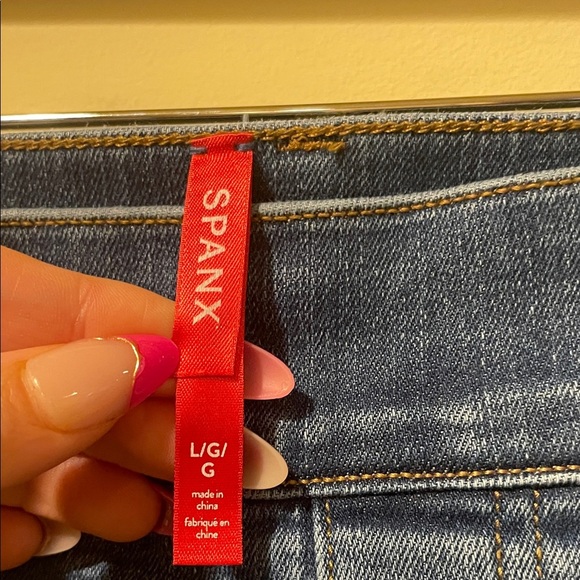 SPANX
L/G/
G
made in
china
fabriqué en
chine